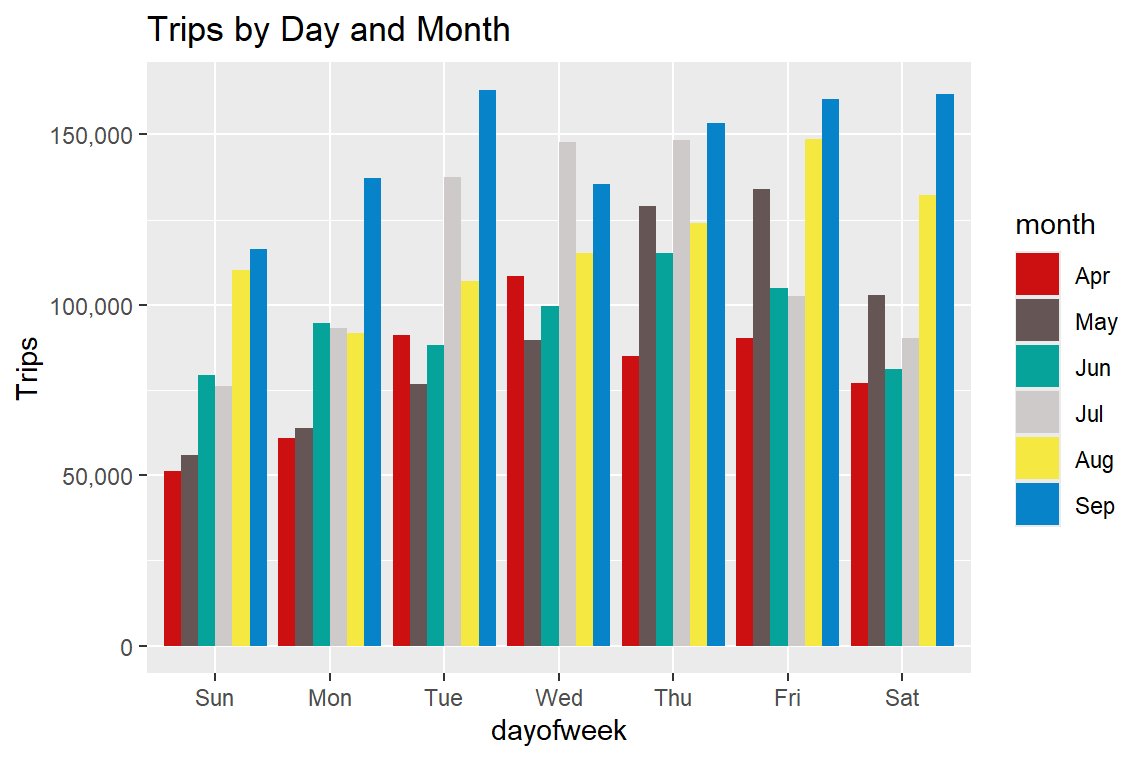 Trips by Day and Month
Trips
150,000
100,000
50,000
0
Sun Mon Tue Wed Thu Fri Sat
dayofweek
month
Apr
May
Jun
Jul
Aug
Sep